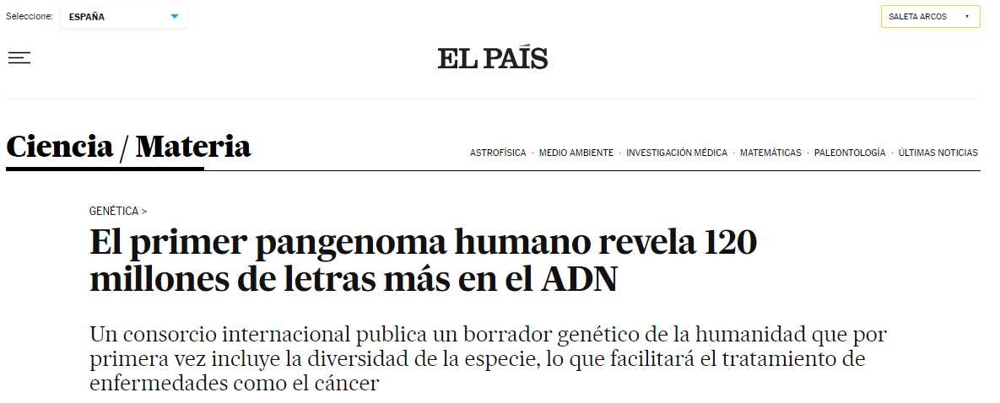 Seleccione: ESPAÑA SALETA ARCOS
EL PAÍS
Ciencia / Materia
ASTROFÍSICA · MEDIO AMBIENTE · INVESTIGACIÓN MÉDICA · MATEMÁTICAS · PALEONTOLOGÍA · ÚLTIMAS NOTICIAS
GENÉTICA >
El primer pangenoma humano revela 120
millones de letras más en el ADN
Un consorcio internacional publica un borrador genético de la humanidad que por
primera vez incluye la diversidad de la especie, lo que facilitará el tratamiento de
enfermedades como el cáncer